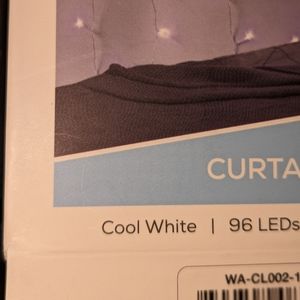 CURTA
Cool White | 96 LEDs
WA-CL002-1